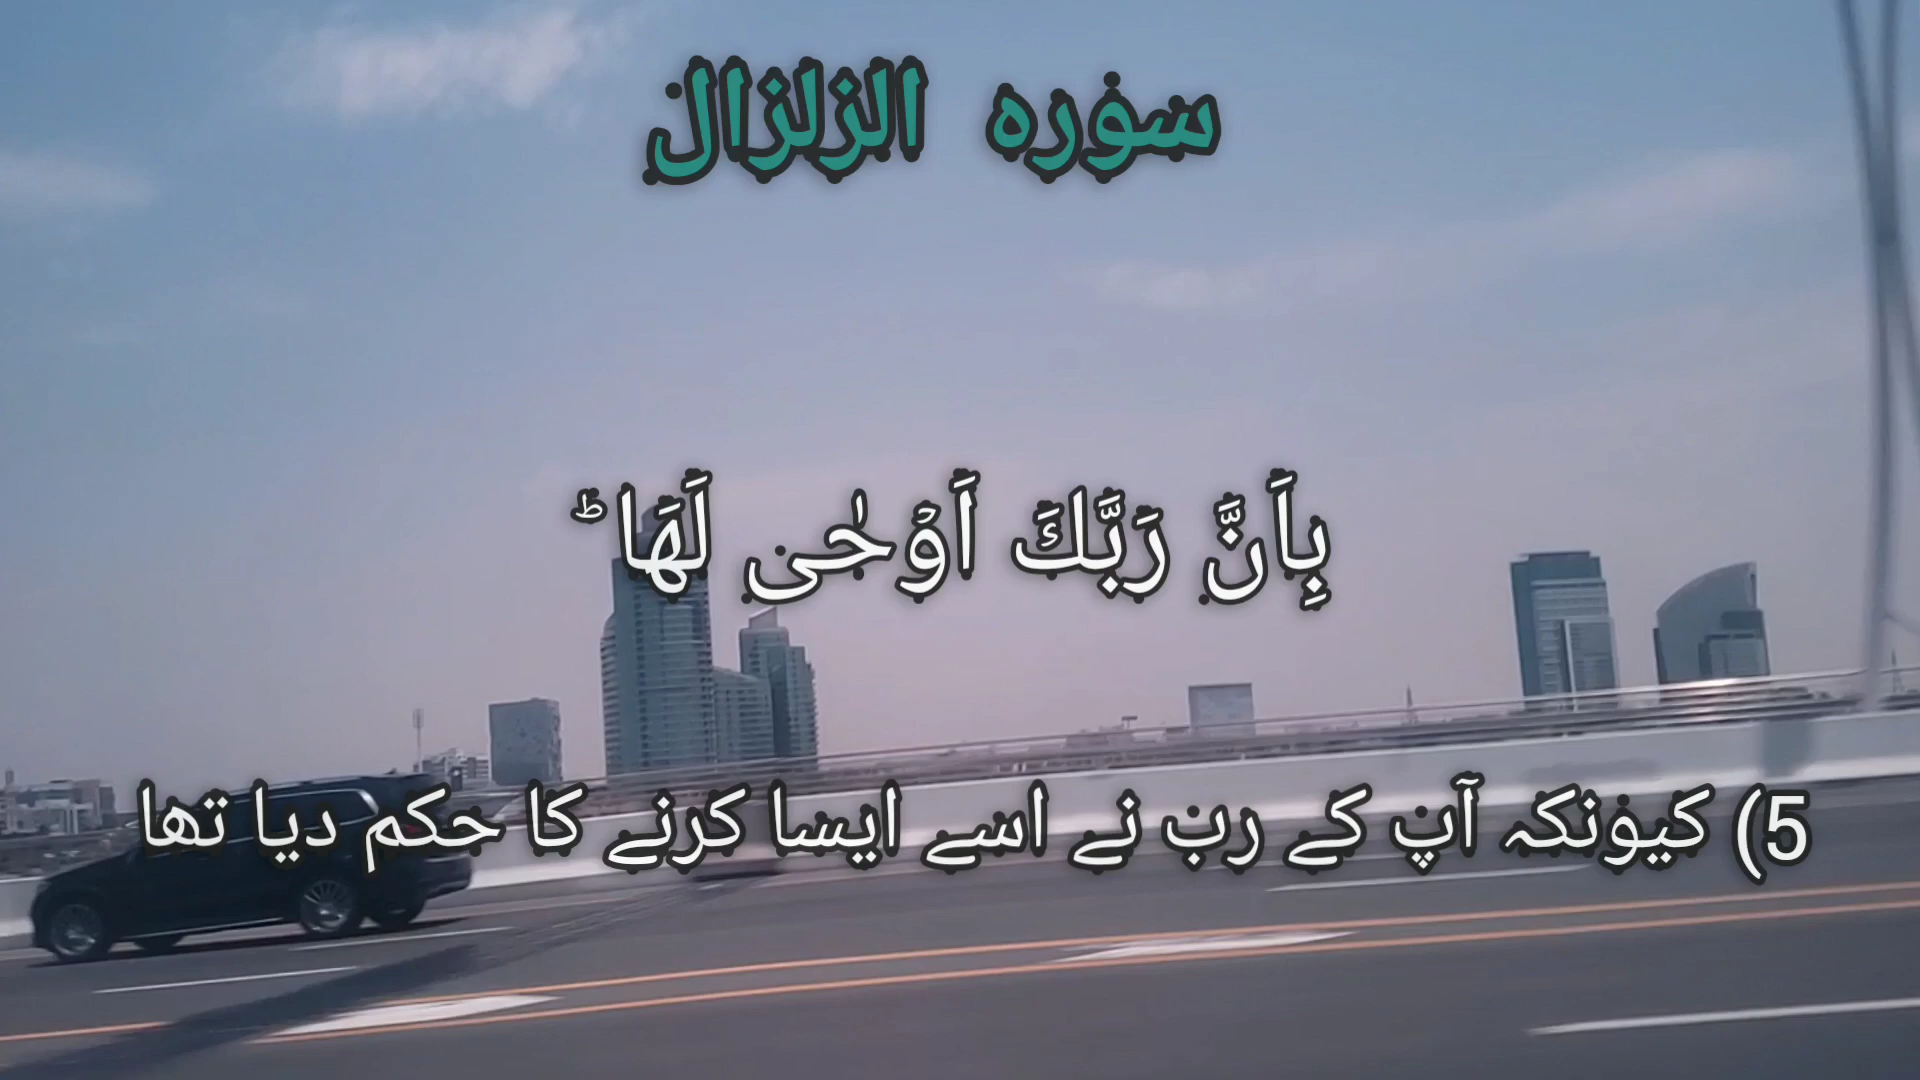 سورہ الزلزال
بِاَنَّ رَبَّكَ اَوۡحٰى لَهَا ؕ
5) کیونکہ آپ کے رب نے اسے ایسا کرنے کا حکم دیا تھا